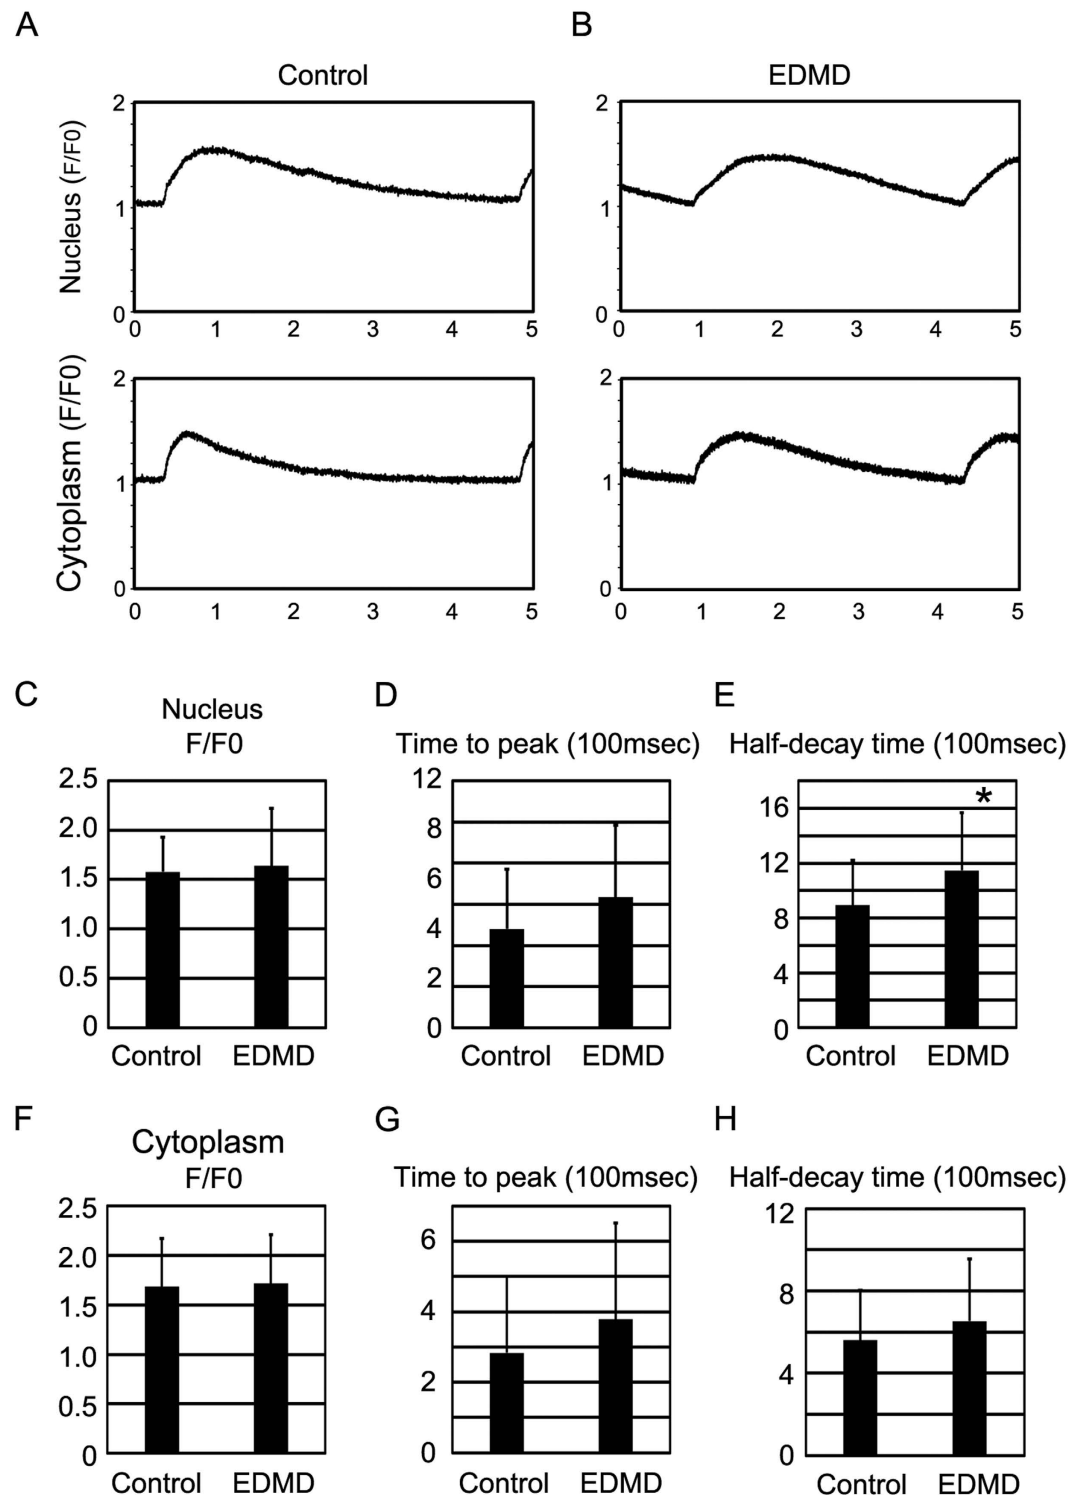 A
B
Control
EDMD
Nucleus (F/F0)
2
1
0
0 1 2 3 4 5
2
1
0
0 1 2 3 4 5
Cytoplasm (F/F0)
2
1
0
0 1 2 3 4 5
2
1
0
0 1 2 3 4 5
C
Nucleus
F/F0
2.5
2.0
1.5
1.0
0.5
0
Control EDMD
D
Time to peak (100msec)
12
8
6
4
2
0
Control EDMD
E
Half-decay time (100msec)
*
16
12
8
4
0
Control EDMD
F
Cytoplasm
F/F0
2.5
2.0
1.5
1.0
0.5
0
Control EDMD
G
Time to peak (100msec)
6
4
2
0
Control EDMD
H
Half-decay time (100msec)
12
8
4
0
Control EDMD